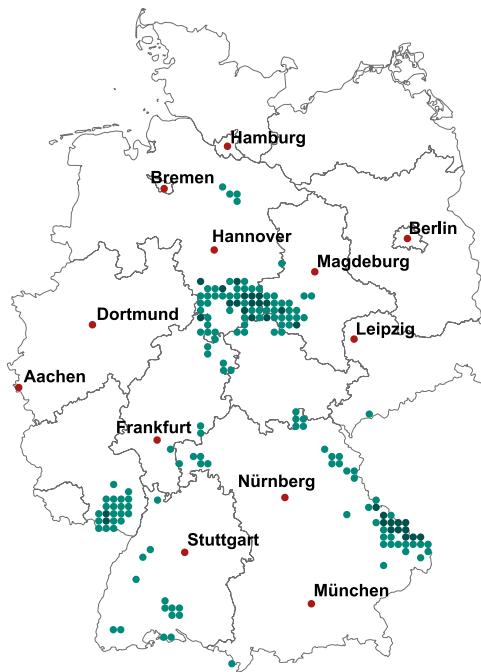 Hamburg
Bremen
Berlin
Hannover
Magdeburg
Dortmund
Leipzig
Aachen
Frankfurt
Nürnberg
Stuttgart
München